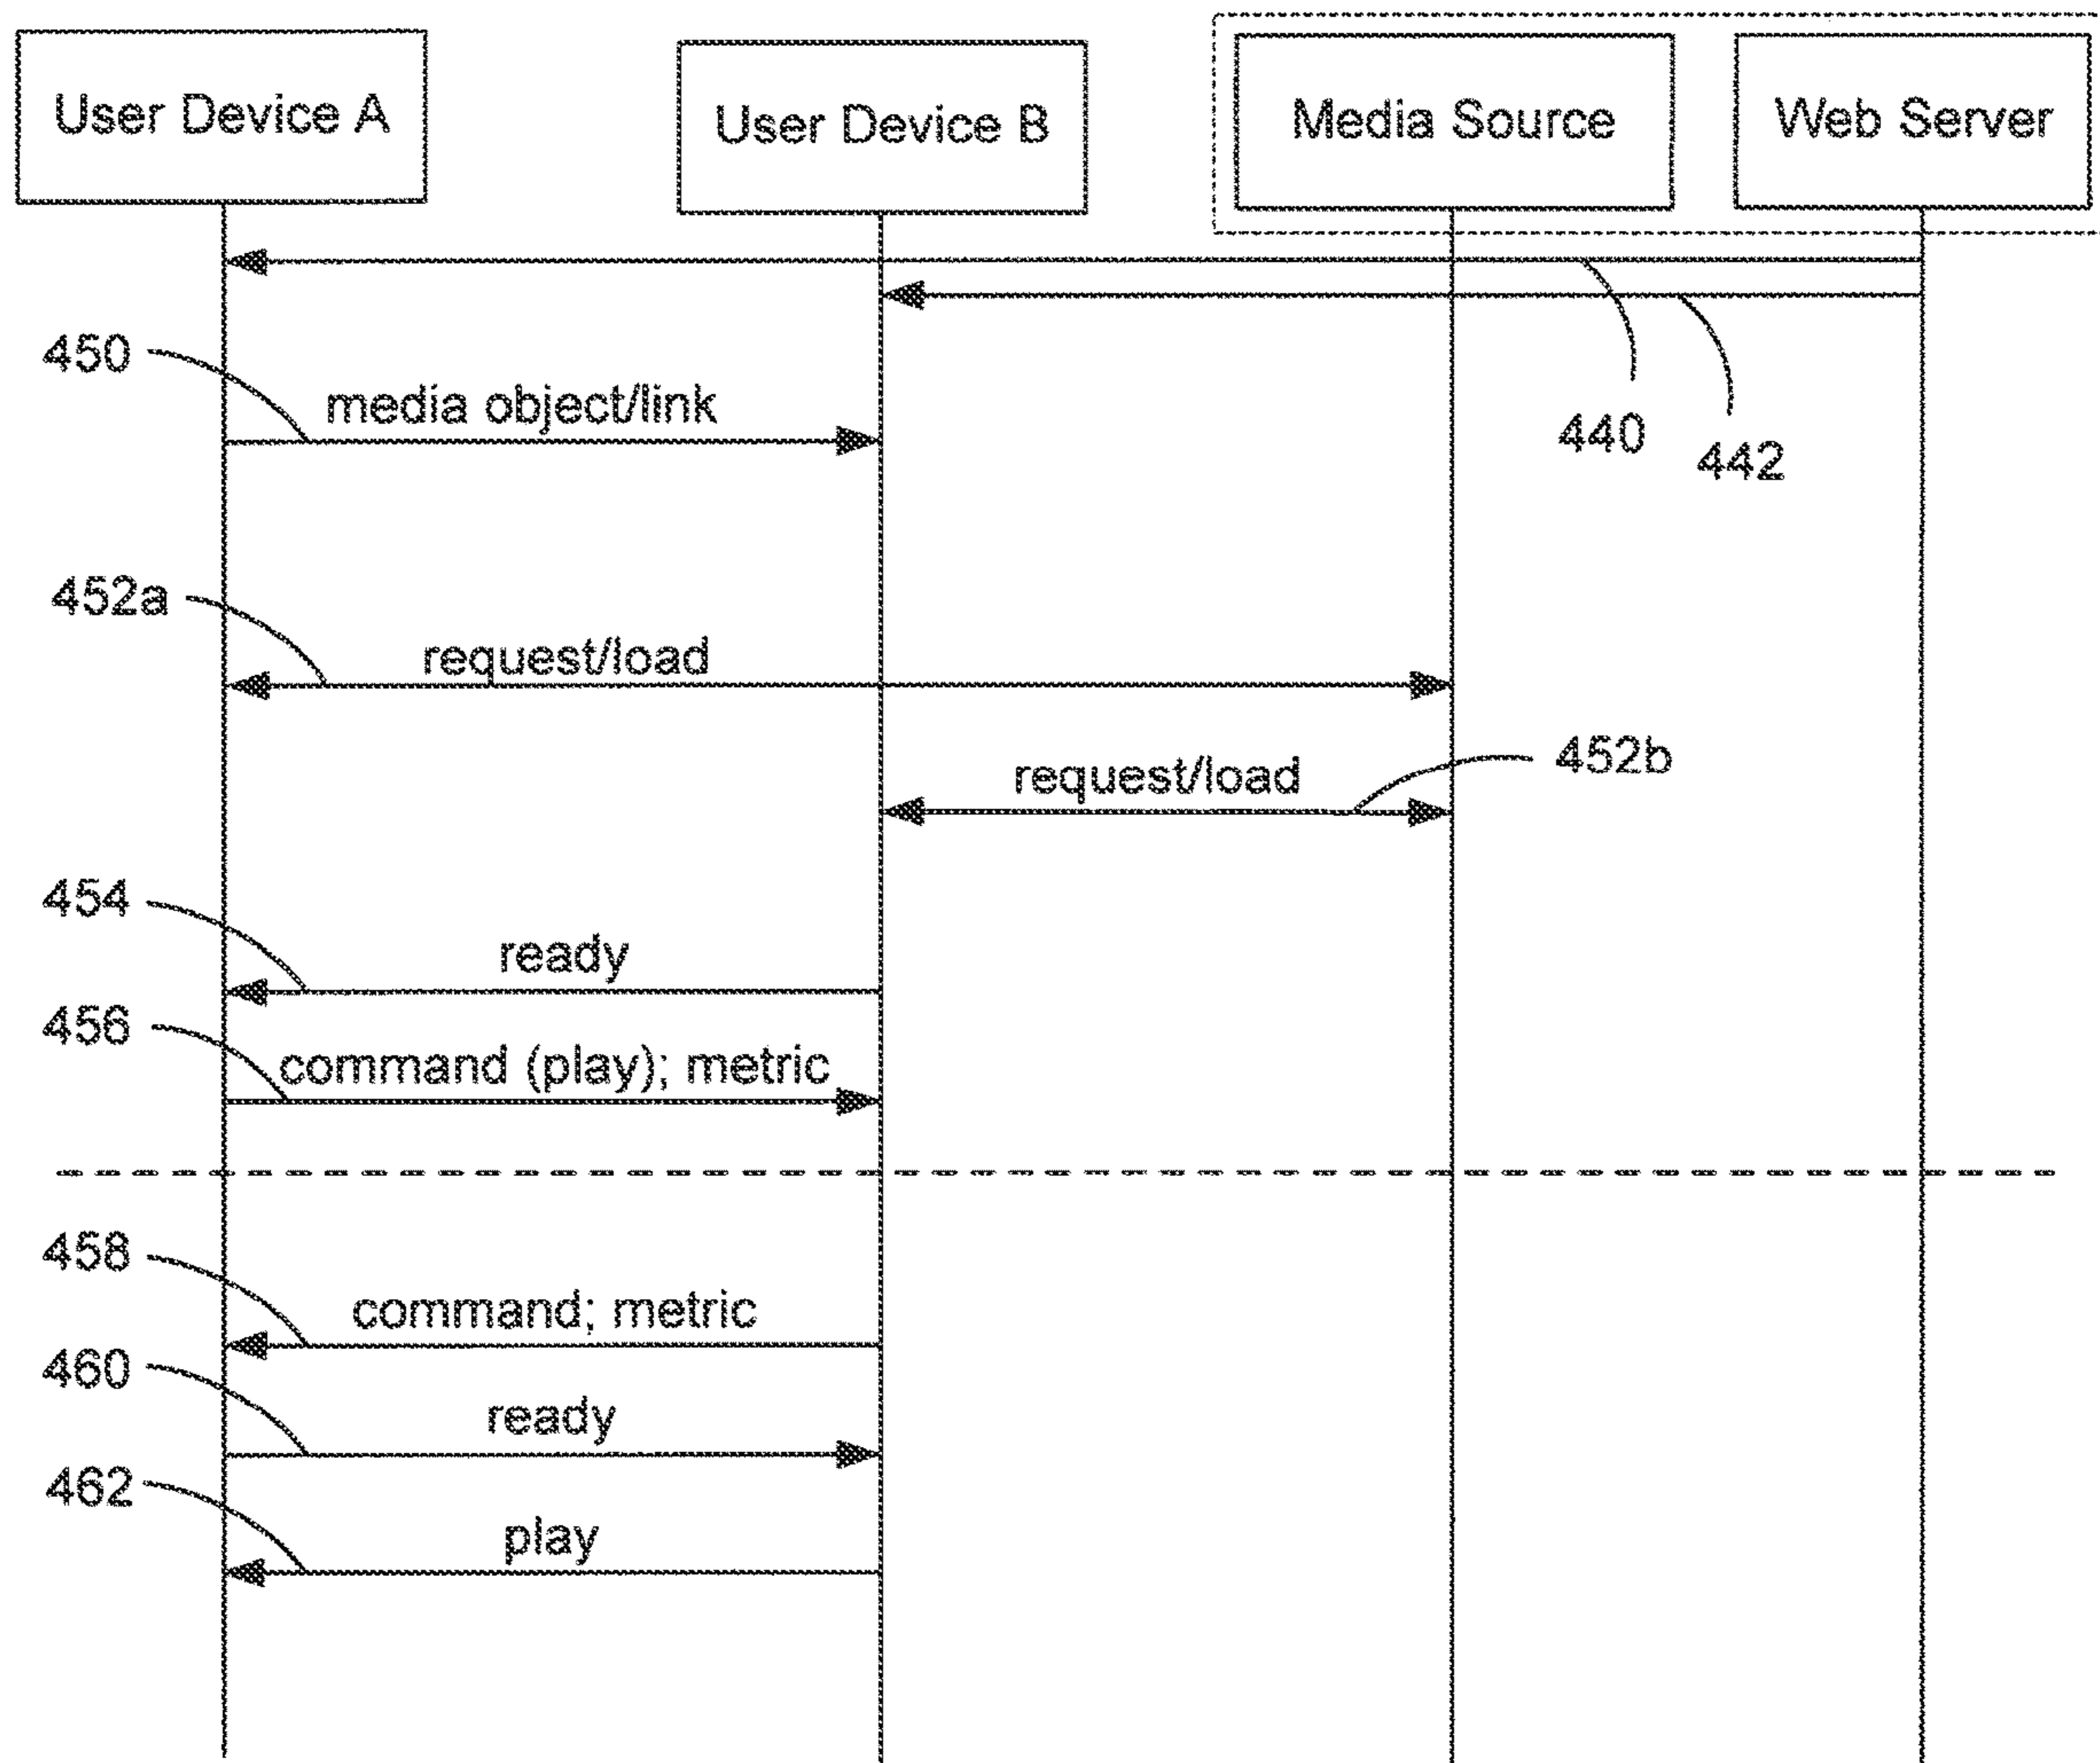 User Device A
User Device B
Media Source
Web Server
450
media object/link
440
442
452a
request/load
request/load
452b
454
ready
456
command (play); metric
458
command; metric
460
ready
462
play